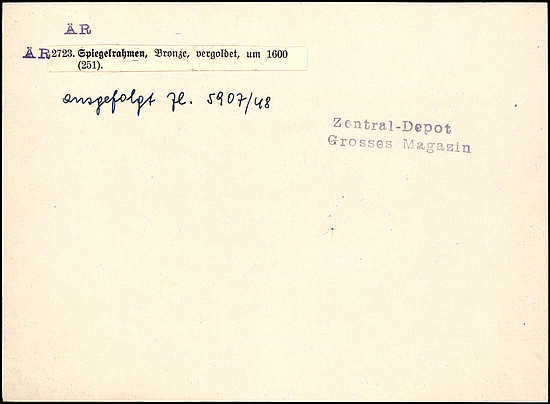 ÄR
ÄR 2723. Spiegelrahmen, Bronze, vergoldet, um 1600
(251).
ausgefolgt Zl. 5907/48
Zentral-Depot
Grosses Magazin